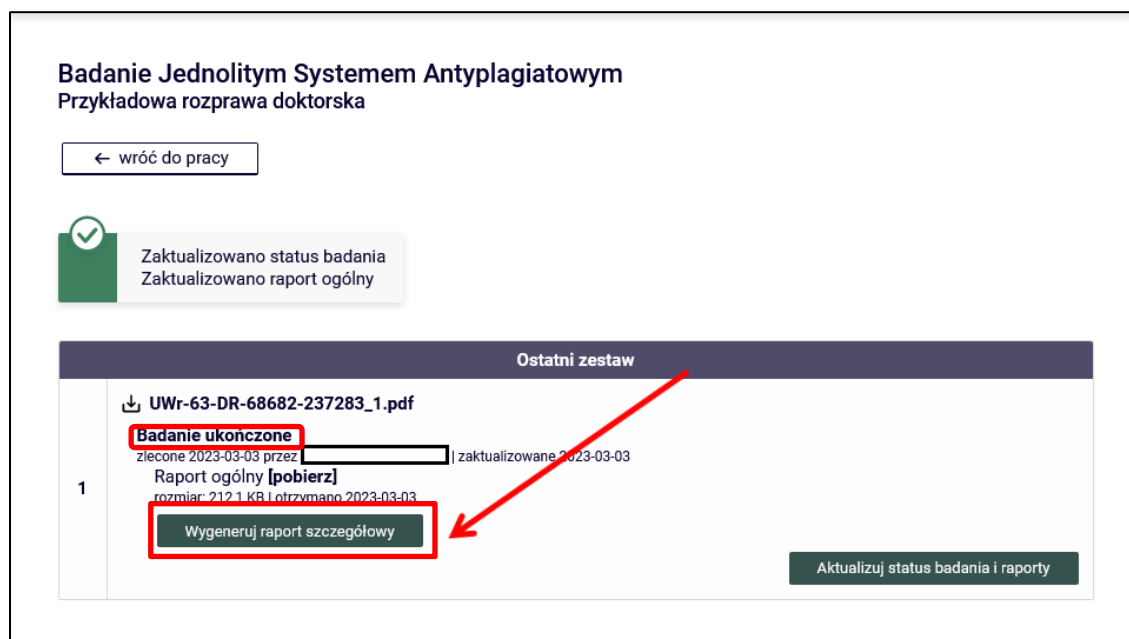 Badanie Jednolitym Systemem Antyplagiatowym
Przykładowa rozprawa doktorska
← wróć do pracy
Zaktualizowano status badania
Zaktualizowano raport ogólny
Ostatni zestaw
UWr-63-DR-68682-237283_1.pdf
Badanie ukończone
zlecone 2023-03-03 przez | zaktualizowane 2023-03-03
1
Raport ogólny [pobierz]
rozmiar: 212.1 KB | otrzymano 2023-03-03
Wygeneruj raport szczegółowy
Aktualizuj status badania i raporty